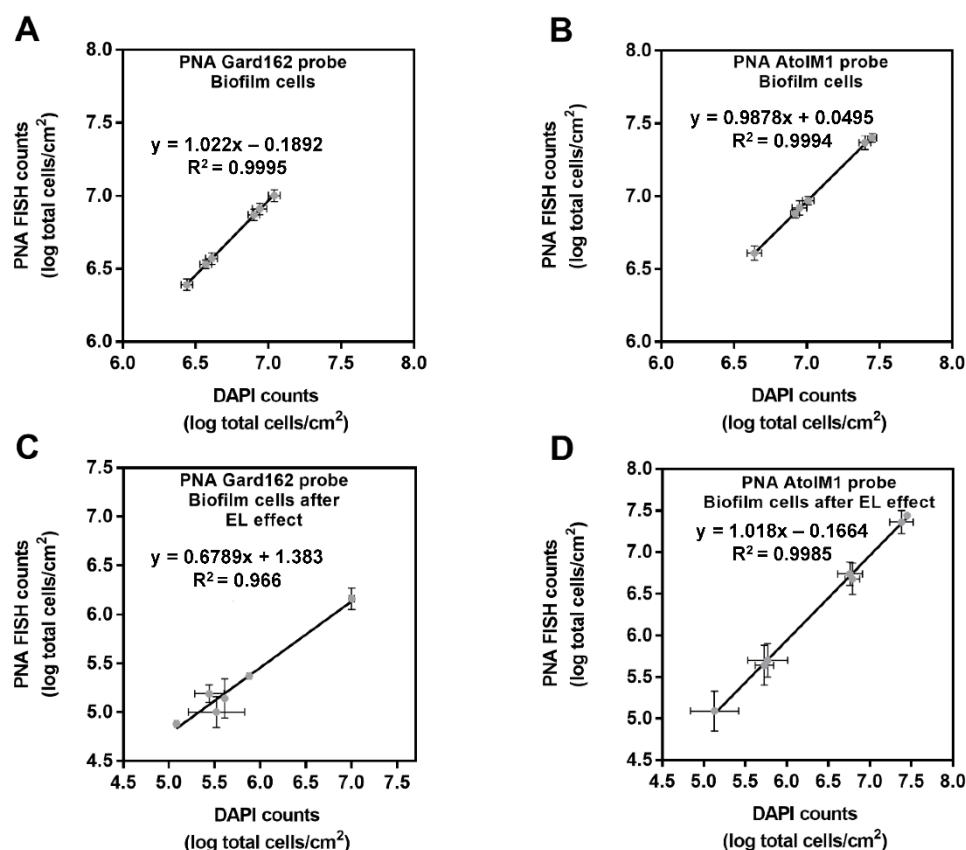 A
PNA Gard162 probe
Biofilm cells
y = 1.022x – 0.1892
R² = 0.9995
PNA FISH counts
(log total cells/cm²)
8.0
7.5
7.0
6.5
6.0
6.0
6.5
7.0
7.5
8.0
DAPI counts
(log total cells/cm²)
B
PNA AtoIM1 probe
Biofilm cells
y = 0.9878x + 0.0495
R² = 0.9994
PNA FISH counts
(log total cells/cm²)
8.0
7.5
7.0
6.5
6.0
6.0
6.5
7.0
7.5
8.0
DAPI counts
(log total cells/cm²)
C
PNA Gard162 probe
Biofilm cells after
EL effect
y = 0.6789x + 1.383
R² = 0.966
PNA FISH counts
(log total cells/cm²)
7.5
7.0
6.5
6.0
5.5
5.0
4.5
4.5
5.0
5.5
6.0
6.5
7.0
7.5
DAPI counts
(log total cells/cm²)
D
PNA AtoIM1 probe
Biofilm cells after EL effect
y = 1.018x – 0.1664
R² = 0.9985
PNA FISH counts
(log total cells/cm²)
8.0
7.5
7.0
6.5
6.0
5.5
5.0
4.5
4.5
5.0
5.5
6.0
6.5
7.0
7.5
8.0
DAPI counts
(log total cells/cm²)